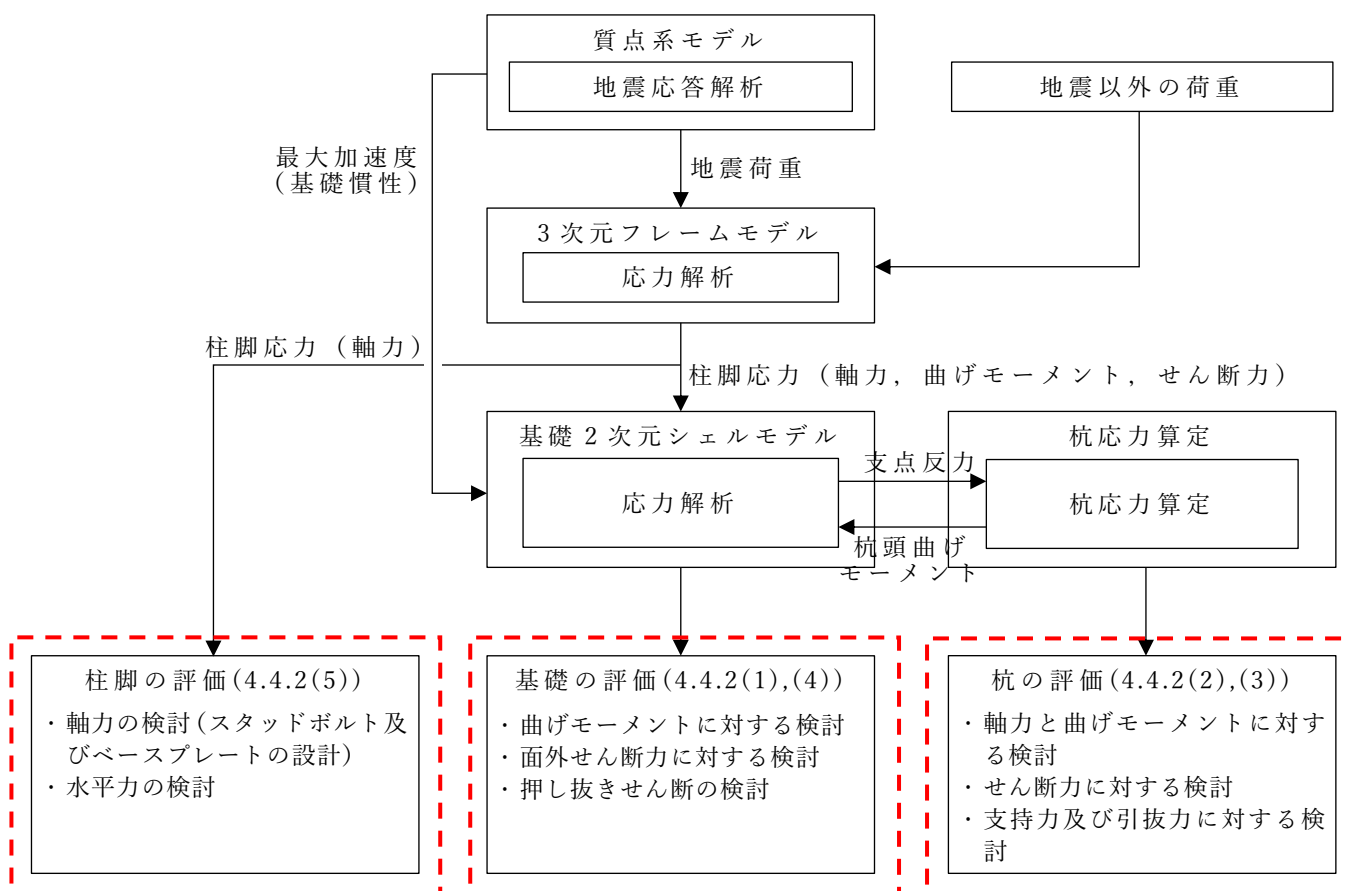 質点系モデル
地震応答解析
地震以外の荷重
最大加速度
(基礎慣性)
地震荷重
3次元フレームモデル
応力解析
柱脚応力（軸力）
柱脚応力（軸力，曲げモーメント，せん断力）
基礎2次元シェルモデル
応力解析
支点反力
杭頭曲げ
モーメント
杭応力算定
杭応力算定
柱脚の評価(4.4.2(5))
・軸力の検討(スタッドボルト及
びベースプレートの設計)
・水平力の検討
基礎の評価(4.4.2(1),(4))
・曲げモーメントに対する検討
・面外せん断力に対する検討
・押し抜きせん断の検討
杭の評価(4.4.2(2),(3))
・軸力と曲げモーメントに対す
る検討
・せん断力に対する検討
・支持力及び引抜力に対する検
討